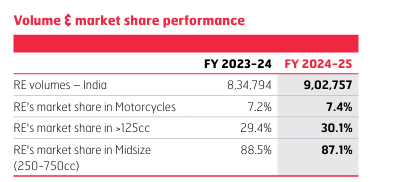 Volume & market share performance
FY 2023–24 FY 2024–25
RE volumes – India 8,34,794 9,02,757
RE's market share in Motorcycles 7.2% 7.4%
RE's market share in >125cc 29.4% 30.1%
RE's market share in Midsize 88.5% 87.1%
(250-750cc)